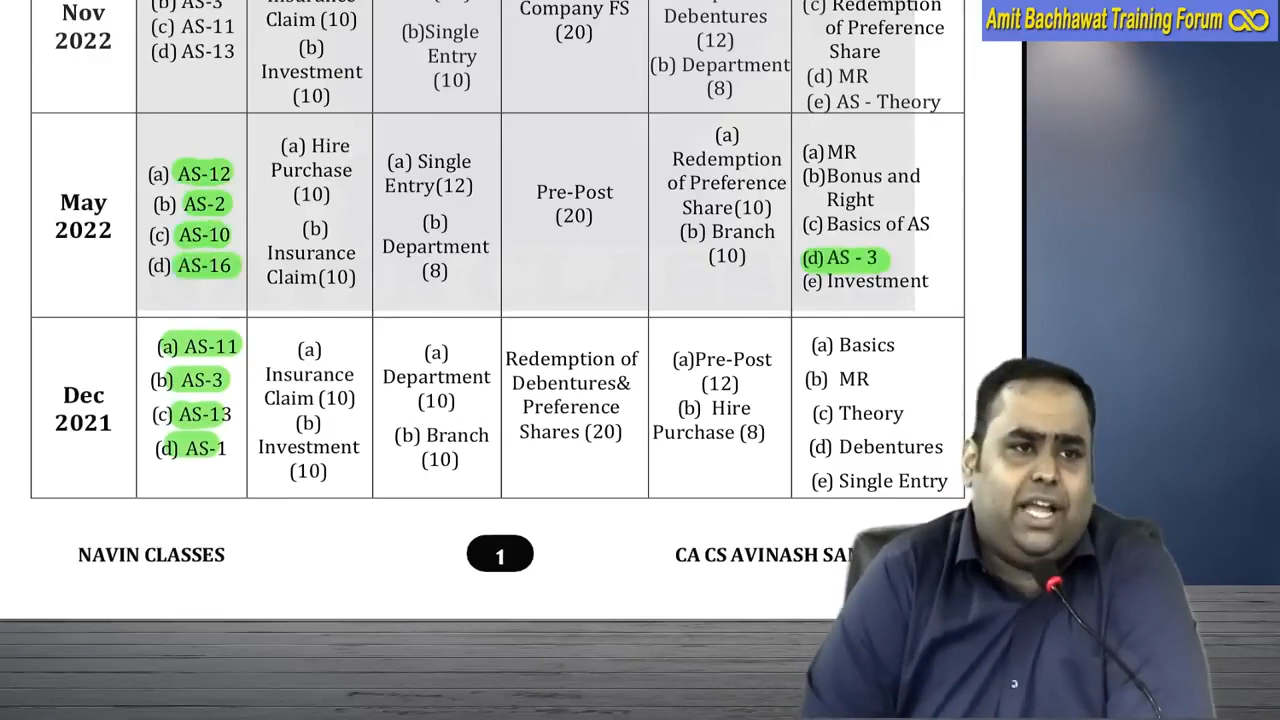 Amit Bachhawat Training Forum
Nov
2022
(c) AS-11
(d) AS-13
Claim (10)
(b)
Investment
(10)
(b)Single
Entry
(10)
Company FS
(20)
Debentures
(12)
(b) Department
(8)
(c) Redemption
of Preference
Share
(d) MR
(e) AS - Theory
May
2022
(a) AS-12
(b) AS-2
(c) AS-10
(d) AS-16
(a) Hire
Purchase
(10)
(b)
Insurance
Claim(10)
(a) Single
Entry(12)
(b)
Department
(8)
Pre-Post
(20)
(a)
Redemption
of Preference
Share(10)
(b) Branch
(10)
(a) MR
(b)Bonus and
Right
(c) Basics of AS
(d) AS - 3
(e) Investment
Dec
2021
(a) AS-11
(b) AS-3
(c) AS-13
(d) AS-1
(a)
Insurance
Claim (10)
(b)
Investment
(10)
(a)
Department
(10)
(b) Branch
(10)
Redemption of
Debentures&
Preference
Shares (20)
(a)Pre-Post
(12)
(b) Hire
Purchase (8)
(a) Basics
(b) MR
(c) Theory
(d) Debentures
(e) Single Entry
NAVIN CLASSES
1
CA CS AVINASH